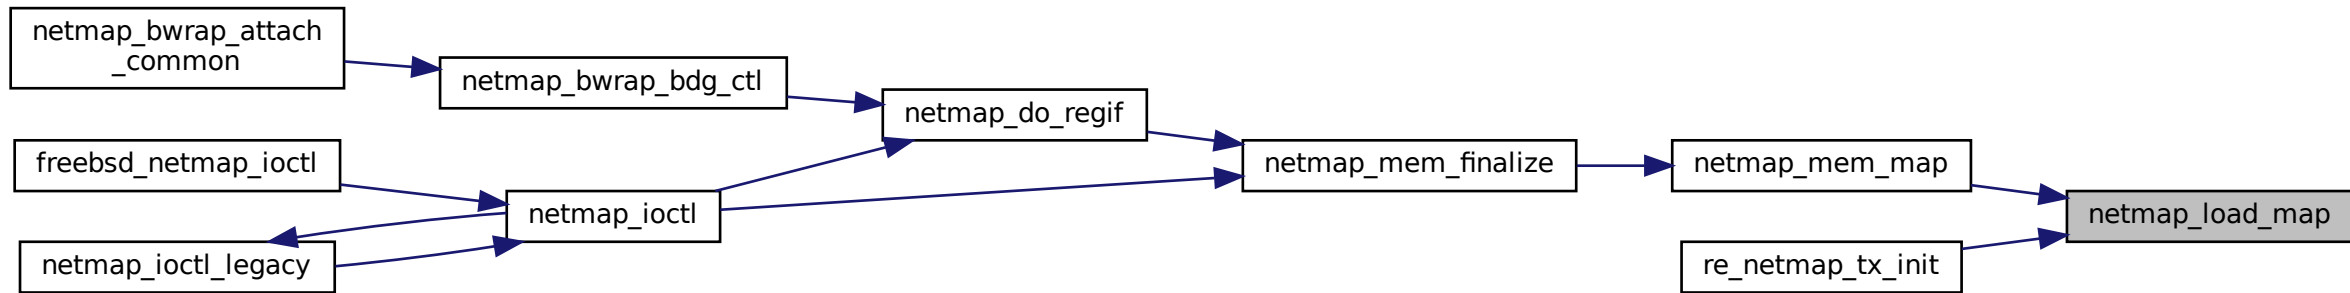 netmap_bwrap_attach
_common
netmap_bwrap_bdg_ctl
netmap_do_regif
freebsd_netmap_ioctl
netmap_mem_finalize
netmap_mem_map
netmap_ioctl
netmap_load_map
netmap_ioctl_legacy
re_netmap_tx_init